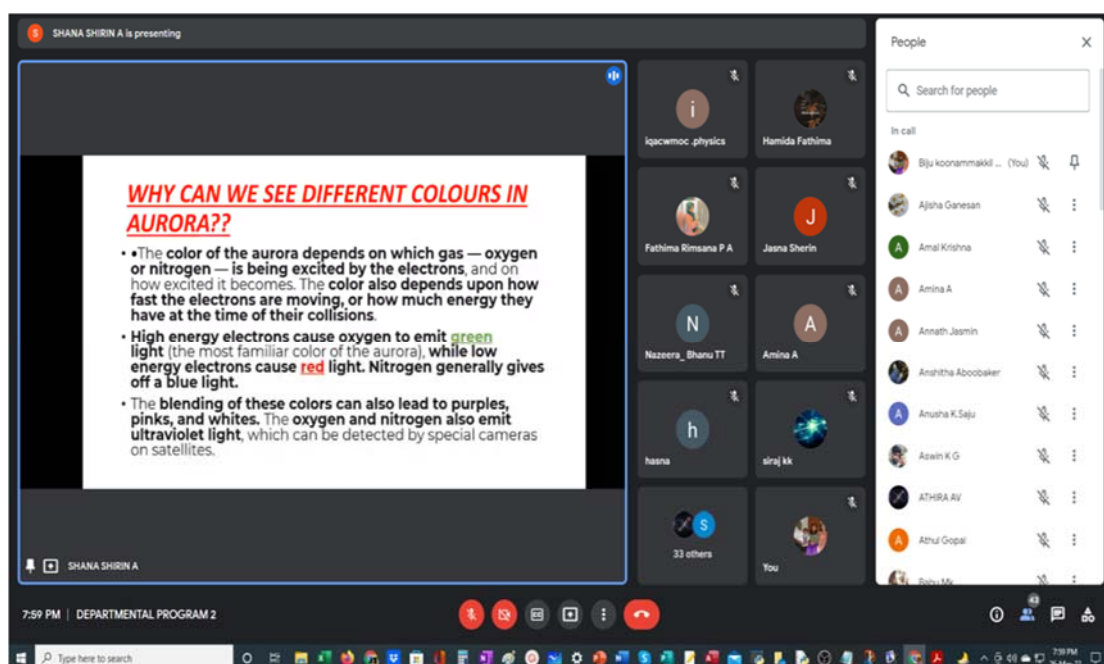 S SHANA SHIRIN A is presenting
WHY CAN WE SEE DIFFERENT COLOURS IN
AURORA??
• •The color of the aurora depends on which gas — oxygen
or nitrogen — is being excited by the electrons, and on
how excited it becomes. The color also depends upon how
fast the electrons are moving, or how much energy they
have at the time of their collisions.
• High energy electrons cause oxygen to emit green
light (the most familiar color of the aurora), while low
energy electrons cause red light. Nitrogen generally gives
off a blue light.
• The blending of these colors can also lead to purples,
pinks, and whites. The oxygen and nitrogen also emit
ultraviolet light, which can be detected by special cameras
on satellites.
SHANA SHIRIN A
i
iqacwmoc .physics
Hamida Fathima
Fathima Rimsana P A
J
Jasna Sherin
N
Nazeera_ Bhanu TT
A
Amina A
h
hasna
siraj kk
S
33 others
You
People
Search for people
In call
Biju koonammakkil ... (You)
Ajisha Ganesan
A Amal Krishna
A Amina A
A Annath Jasmin
Anshitha Aboobaker
A Anusha K.Saju
Aswin K G
ATHIRA AV
A Athul Gopal
Babu Mk
7:59 PM | DEPARTMENTAL PROGRAM 2
43
Type here to search
7:59 PM